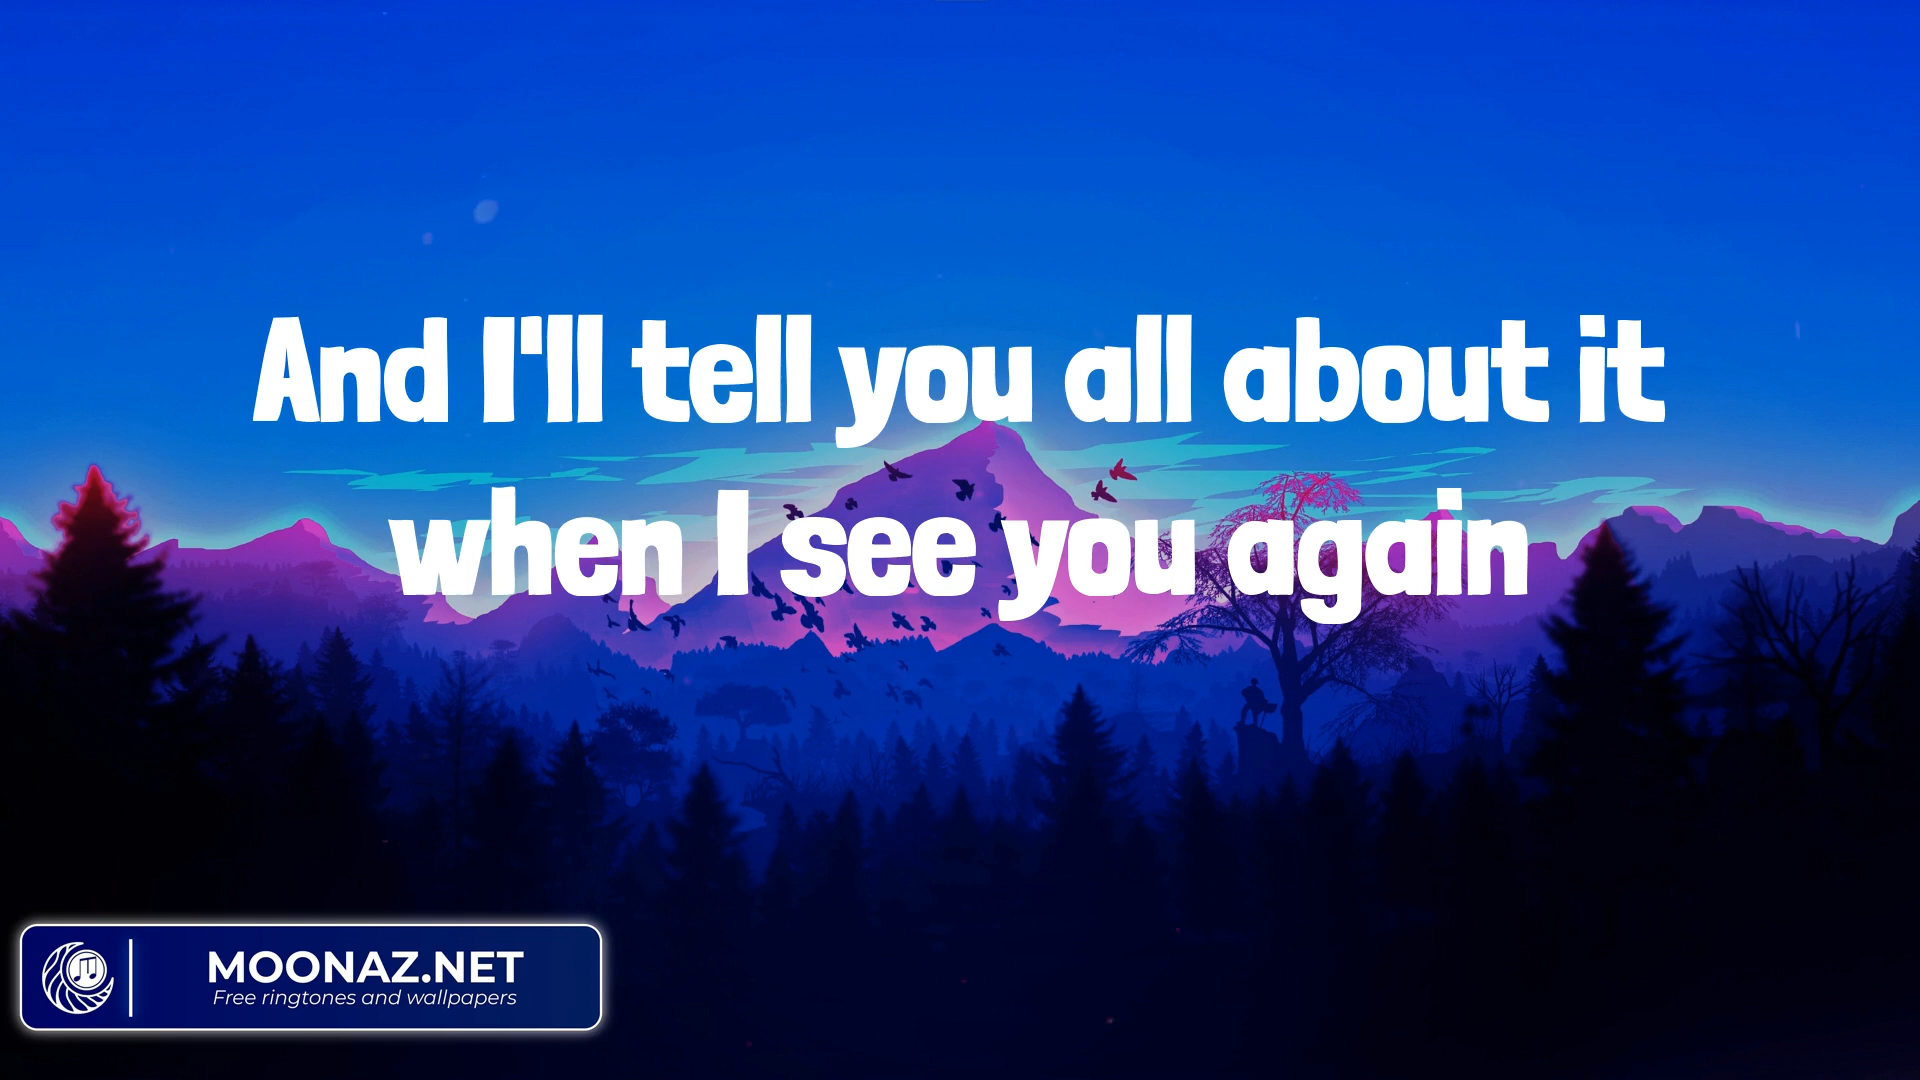 And I'll tell you all about it
when I see you again
MOONAZ.NET
Free ringtones and wallpapers